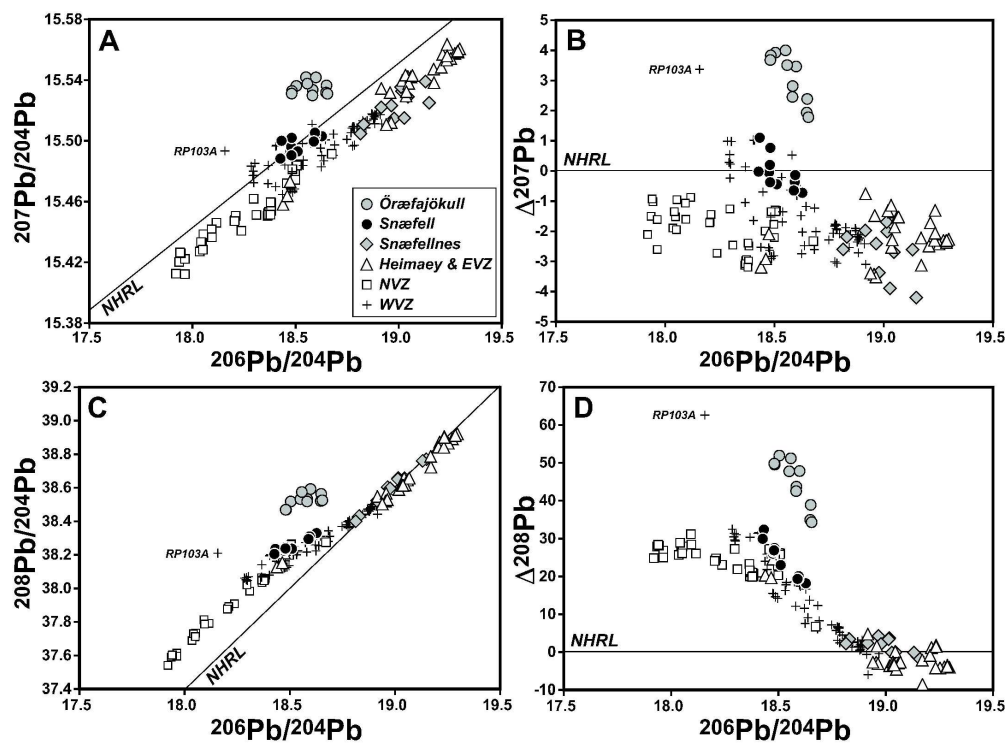 A
15.58
15.54
15.50
15.46
15.42
15.38
207Pb/204Pb
RP103A
NHRL
Öræfajökull
Snæfell
Snæfellnes
Heimaey & EVZ
NVZ
WVZ
17.5 18.0 18.5 19.0 19.5
206Pb/204Pb
B
5
4
3
2
1
0
-1
-2
-3
-4
-5
Δ207Pb
RP103A
NHRL
17.5 18.0 18.5 19.0 19.5
206Pb/204Pb
C
39.2
39.0
38.8
38.6
38.4
38.2
38.0
37.8
37.6
37.4
208Pb/204Pb
RP103A
NHRL
17.5 18.0 18.5 19.0 19.5
206Pb/204Pb
D
70
60
50
40
30
20
10
0
-10
Δ208Pb
RP103A
NHRL
17.5 18.0 18.5 19.0 19.5
206Pb/204Pb